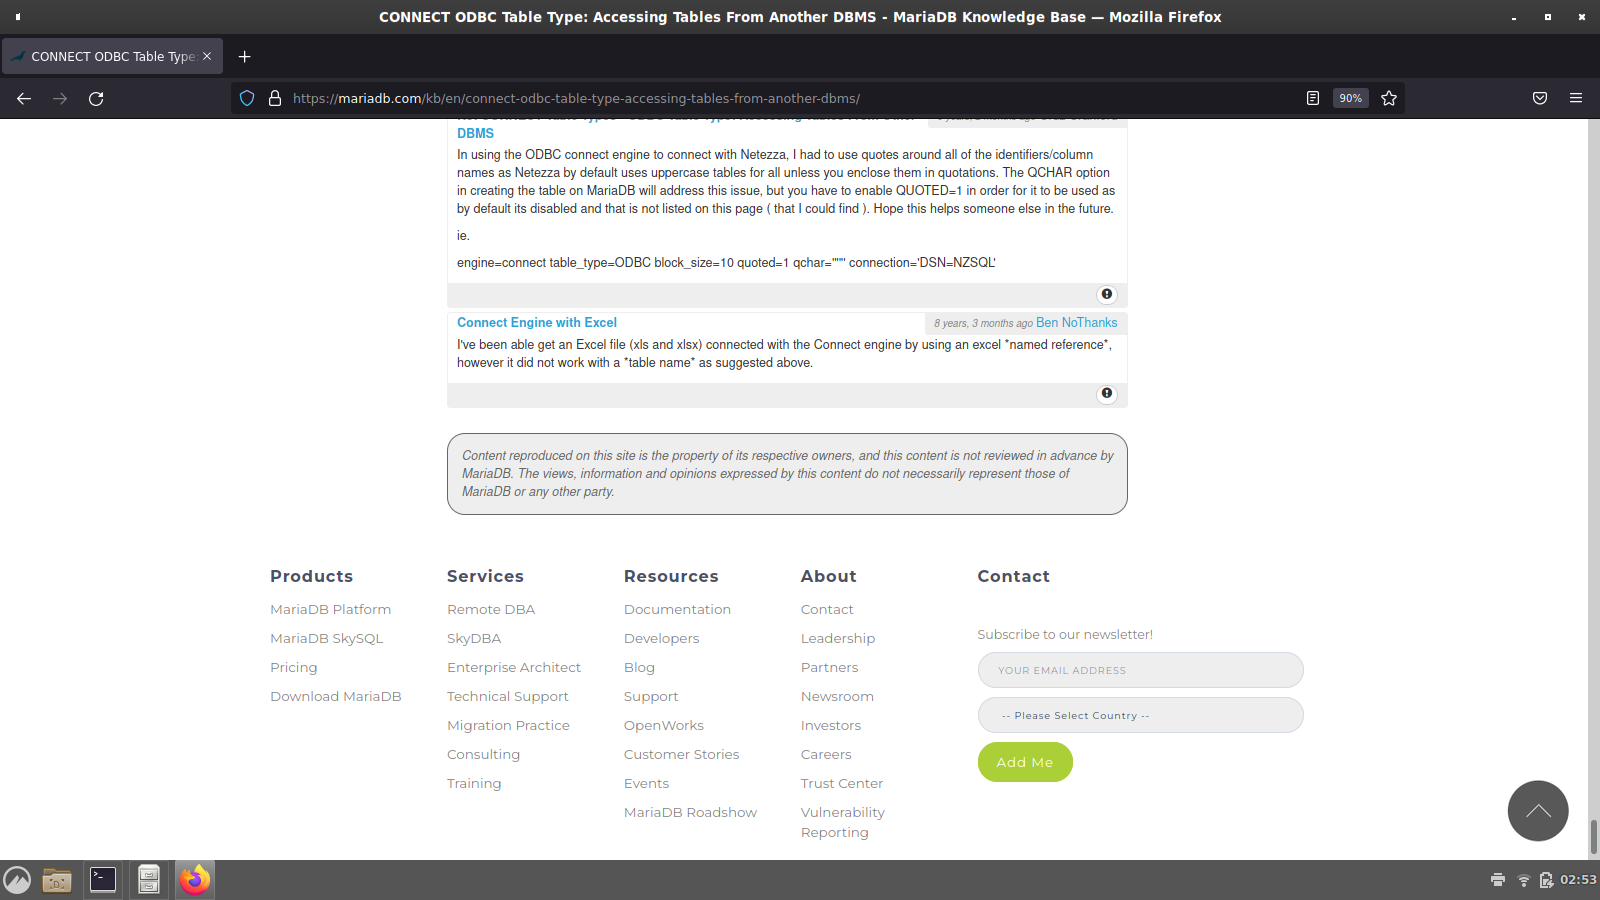 CONNECT ODBC Table Type: Accessing Tables From Another DBMS - MariaDB Knowledge Base — Mozilla Firefox
CONNECT ODBC Table Type:
https://mariadb.com/kb/en/connect-odbc-table-type-accessing-tables-from-another-dbms/
90%
DBMS
In using the ODBC connect engine to connect with Netezza, I had to use quotes around all of the identifiers/column
names as Netezza by default uses uppercase tables for all unless you enclose them in quotations. The QCHAR option
in creating the table on MariaDB will address this issue, but you have to enable QUOTED=1 in order for it to be used as
by default its disabled and that is not listed on this page ( that I could find ). Hope this helps someone else in the future.
ie.
engine=connect table_type=ODBC block_size=10 quoted=1 qchar='"""' connection='DSN=NZSQL'
Connect Engine with Excel
8 years, 3 months ago Ben NoThanks
I've been able get an Excel file (xls and xlsx) connected with the Connect engine by using an excel *named reference*,
however it did not work with a *table name* as suggested above.
Content reproduced on this site is the property of its respective owners, and this content is not reviewed in advance by
MariaDB. The views, information and opinions expressed by this content do not necessarily represent those of
MariaDB or any other party.
Products
MariaDB Platform
MariaDB SkySQL
Pricing
Download MariaDB
Services
Remote DBA
SkyDBA
Enterprise Architect
Technical Support
Migration Practice
Consulting
Training
Resources
Documentation
Developers
Blog
Support
OpenWorks
Customer Stories
Events
MariaDB Roadshow
About
Contact
Leadership
Partners
Newsroom
Investors
Careers
Trust Center
Vulnerability
Reporting
Contact
Subscribe to our newsletter!
YOUR EMAIL ADDRESS
-- Please Select Country --
Add Me
02:53